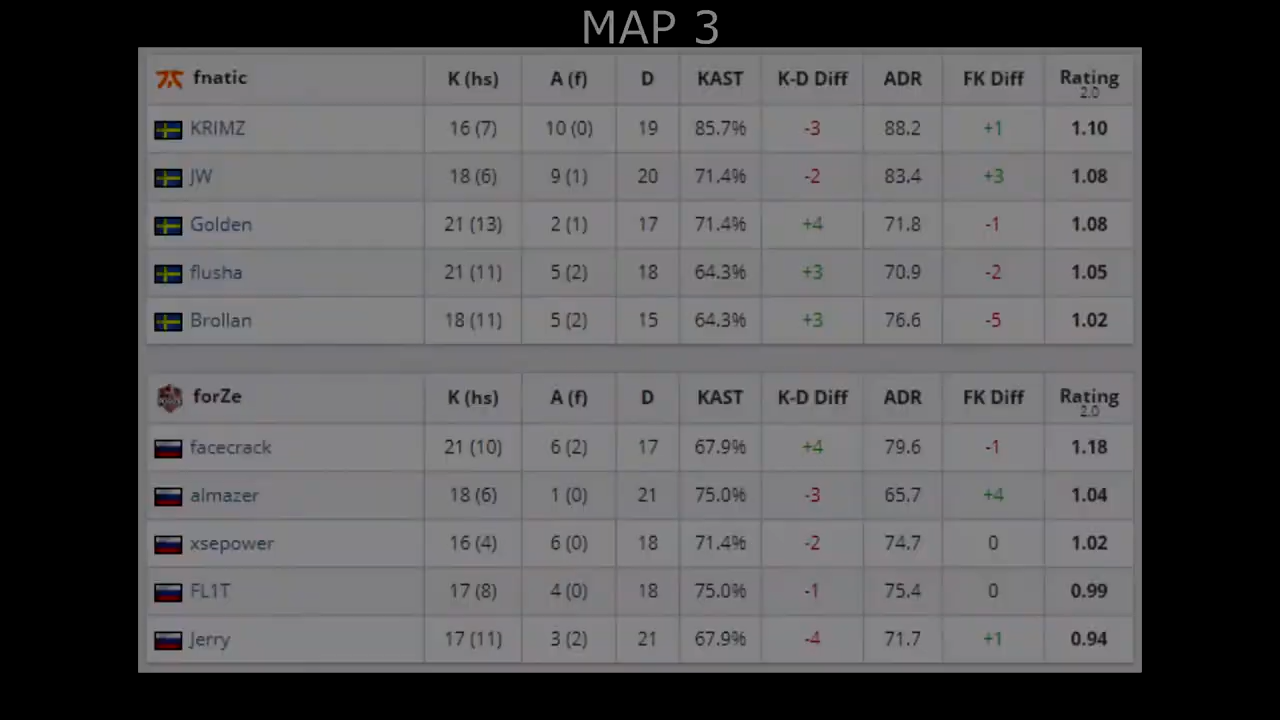 MAP 3
fnatic K (hs) A (f) D KAST K-D Diff ADR FK Diff Rating 2.0
KRIMZ 16 (7) 10 (0) 19 85.7% -3 88.2 +1 1.10
JW 18 (6) 9 (1) 20 71.4% -2 83.4 +3 1.08
Golden 21 (13) 2 (1) 17 71.4% +4 71.8 -1 1.08
flusha 21 (11) 5 (2) 18 64.3% +3 70.9 -2 1.05
Brollan 18 (11) 5 (2) 15 64.3% +3 76.6 -5 1.02
forZe K (hs) A (f) D KAST K-D Diff ADR FK Diff Rating 2.0
facecrack 21 (10) 6 (2) 17 67.9% +4 79.6 -1 1.18
almazer 18 (6) 1 (0) 21 75.0% -3 65.7 +4 1.04
xsepower 16 (4) 6 (0) 18 71.4% -2 74.7 0 1.02
FL1T 17 (8) 4 (0) 18 75.0% -1 75.4 0 0.99
Jerry 17 (11) 3 (2) 21 67.9% -4 71.7 +1 0.94